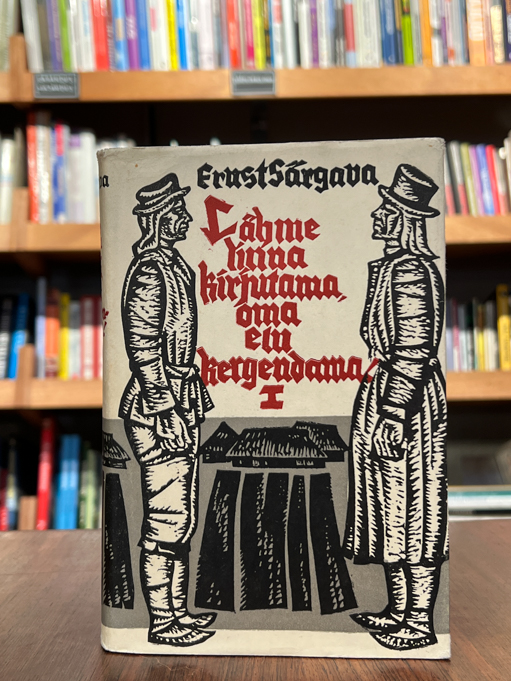 Ernst Särgava
Lähme
linna
kirjutama,
oma
elu
kergendama!
I